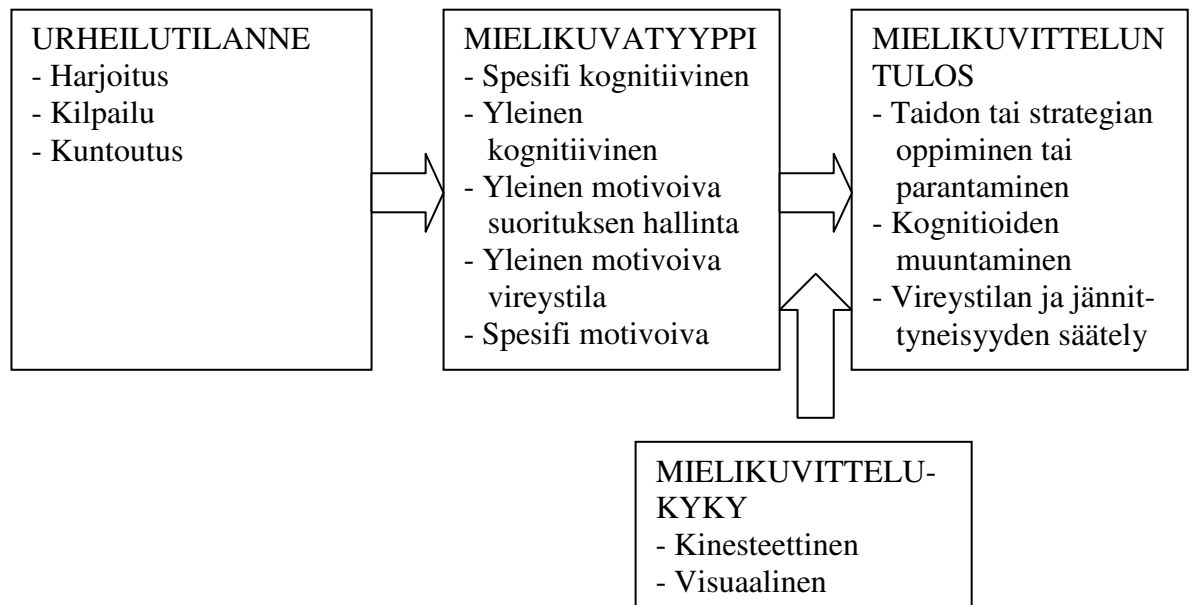 URHEILUTILANNE
- Harjoitus
- Kilpailu
- Kuntoutus
MIELIKUVATYYPPI
- Spesifi kognitiivinen
- Yleinen
kognitiivinen
- Yleinen motivoiva
suorituksen hallinta
- Yleinen motivoiva
vireystila
- Spesifi motivoiva
MIELIKUVITTELUN
TULOS
- Taidon tai strategian
oppiminen tai
parantaminen
- Kognitioiden
muuntaminen
- Vireystilan ja jännit-
tyneisyyden säätely
MIELIKUVITTELU-
KYKY
- Kinesteettinen
- Visuaalinen